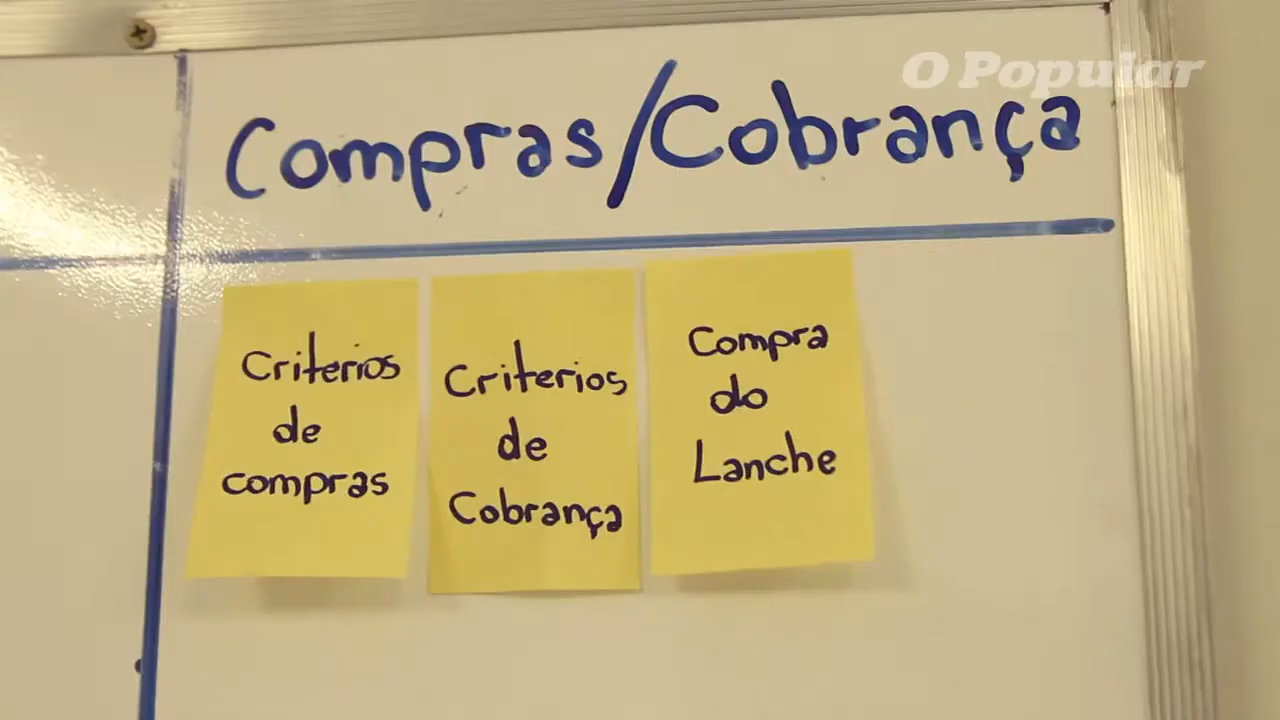 O Popular
Compras/Cobrança
Criterios
de
compras
Criterios
de
Cobrança
Compra
do
Lanche